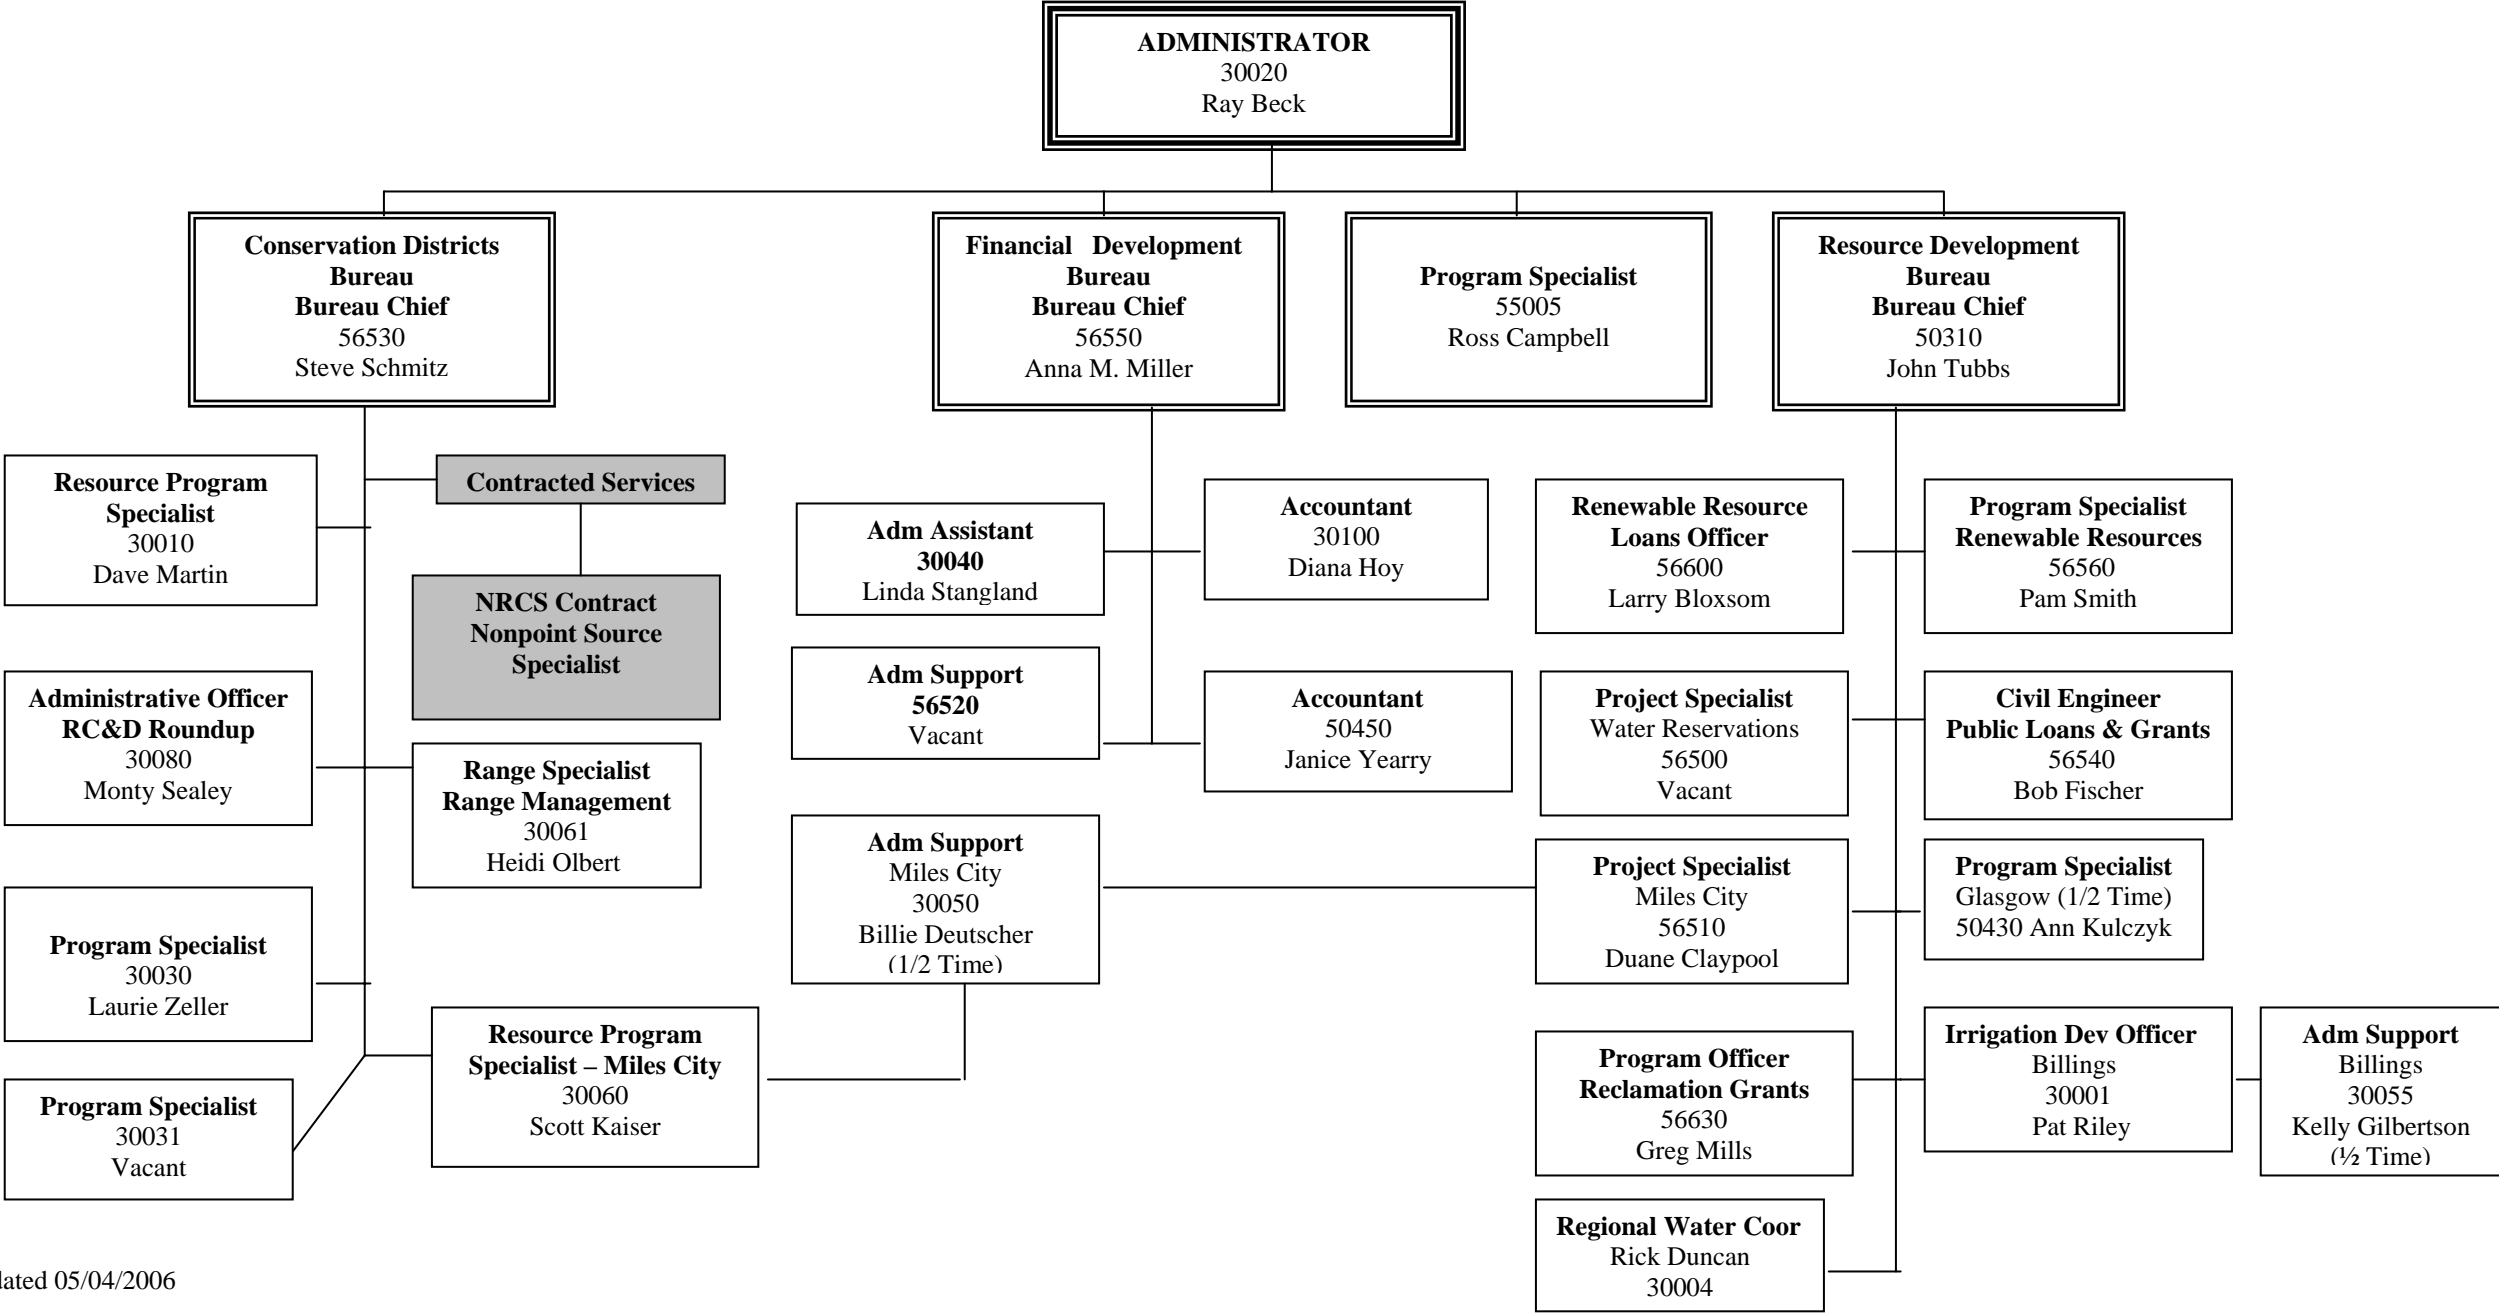 ADMINISTRATOR
30020
Ray Beck
Conservation Districts
Bureau
Bureau Chief
56530
Steve Schmitz
Financial Development
Bureau
Bureau Chief
56550
Anna M. Miller
Program Specialist
55005
Ross Campbell
Resource Development
Bureau
Bureau Chief
50310
John Tubbs
Resource Program
Specialist
30010
Dave Martin
Contracted Services
NRCS Contract
Nonpoint Source
Specialist
Administrative Officer
RC&D Roundup
30080
Monty Sealey
Range Specialist
Range Management
30061
Heidi Olbert
Program Specialist
30030
Laurie Zeller
Resource Program
Specialist – Miles City
30060
Scott Kaiser
Program Specialist
30031
Vacant
Adm Assistant
30040
Linda Stangland
Accountant
30100
Diana Hoy
Adm Support
56520
Vacant
Accountant
50450
Janice Yearry
Adm Support
Miles City
30050
Billie Deutscher
(1/2 Time)
Renewable Resource
Loans Officer
56600
Larry Bloxsom
Program Specialist
Renewable Resources
56560
Pam Smith
Project Specialist
Water Reservations
56500
Vacant
Civil Engineer
Public Loans & Grants
56540
Bob Fischer
Project Specialist
Miles City
56510
Duane Claypool
Program Specialist
Glasgow (1/2 Time)
50430 Ann Kulczyk
Program Officer
Reclamation Grants
56630
Greg Mills
Irrigation Dev Officer
Billings
30001
Pat Riley
Adm Support
Billings
30055
Kelly Gilbertson
(½ Time)
Regional Water Coor
Rick Duncan
30004
dated 05/04/2006